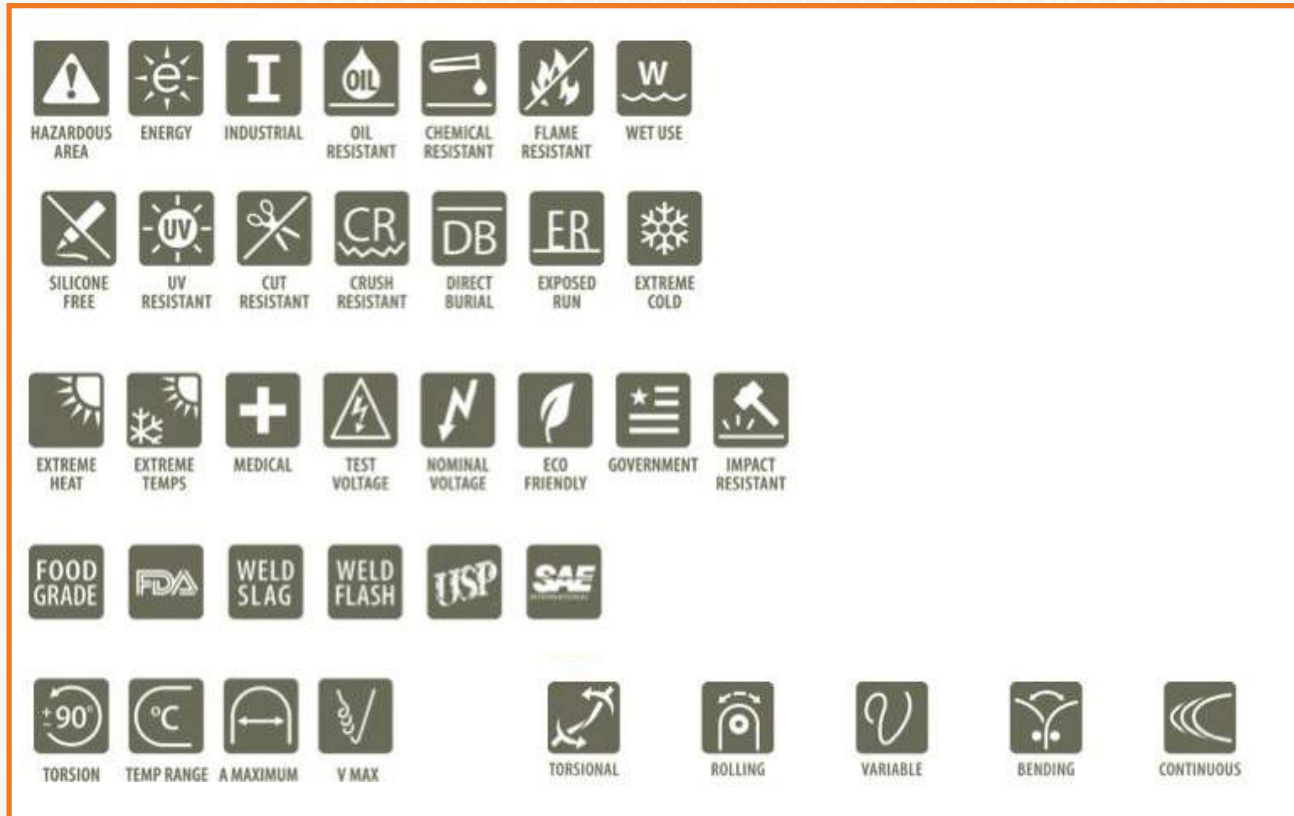 e I OIL W
HAZARDOUS AREA ENERGY INDUSTRIAL OIL RESISTANT CHEMICAL RESISTANT FLAME RESISTANT WET USE
UV CR DB ER
SILICONE FREE UV RESISTANT CUT RESISTANT CRUSH RESISTANT DIRECT BURIAL EXPOSED RUN EXTREME COLD
EXTREME HEAT EXTREME TEMPS MEDICAL TEST VOLTAGE NOMINAL VOLTAGE ECO FRIENDLY GOVERNMENT IMPACT RESISTANT
FOOD GRADE FDA WELD SLAG WELD FLASH USP SAE INTERNATIONAL
±90° °C
TORSION TEMP RANGE A MAXIMUM V MAX TORSIONAL ROLLING VARIABLE BENDING CONTINUOUS